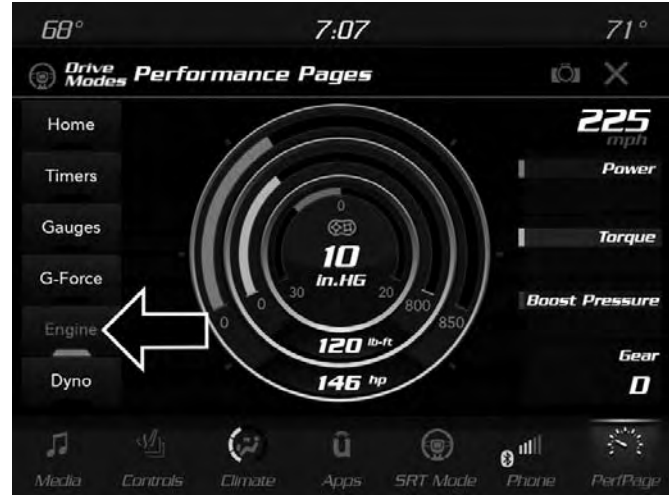 68°
7:07
71°
Drive
Modes
Performance Pages
Home
Timers
Gauges
G-Force
Engine
Dyno
0
10
in.HG
30
20
0
800
0
850
120 lb-ft
146 hp
225
mph
Power
Torque
Boost Pressure
Gear
D
Media
Controls
Climate
Apps
SRT Mode
Phone
PerfPage